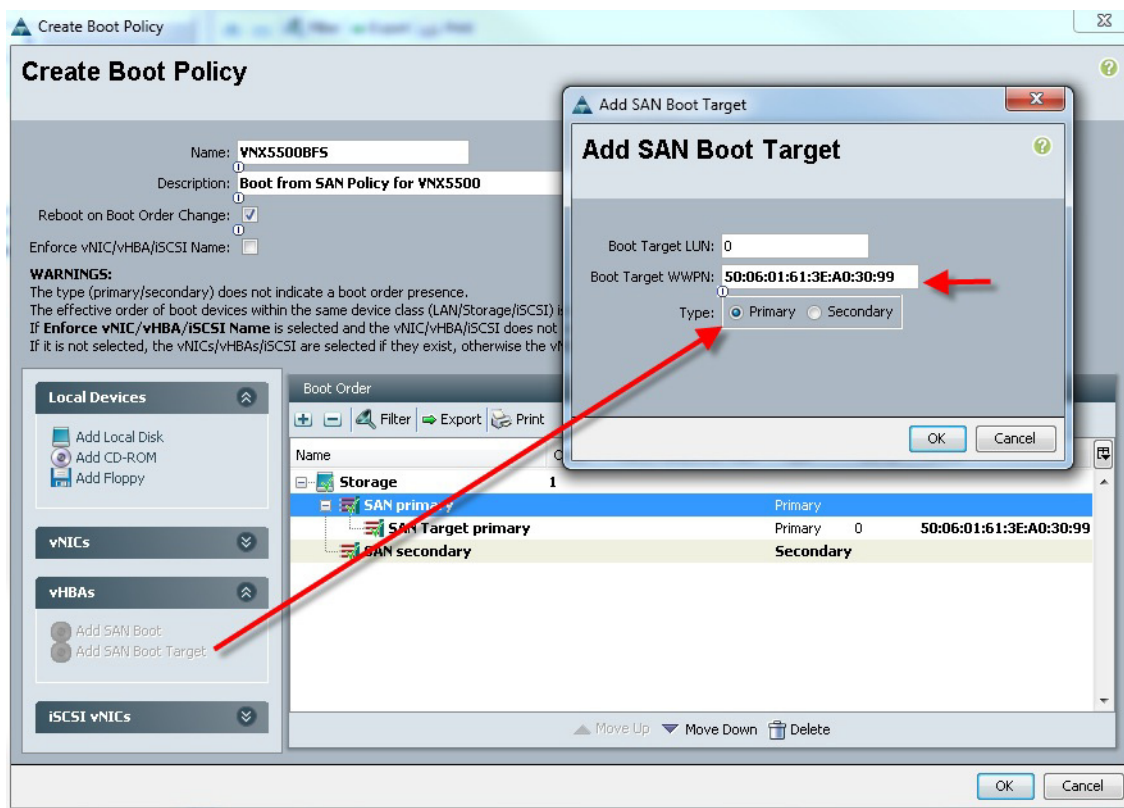 Create Boot Policy
Create Boot Policy
Name: VNX5500BFS
Description: Boot from SAN Policy for VNX5500
Reboot on Boot Order Change:
Enforce vNIC/vHBA/iSCSI Name:
WARNINGS:
The type (primary/secondary) does not indicate a boot order presence.
The effective order of boot devices within the same device class (LAN/Storage/iSCSI)
If Enforce vNIC/vHBA/iSCSI Name is selected and the vNIC/vHBA/iSCSI does not
If it is not selected, the vNICs/vHBAs/iSCSI are selected if they exist, otherwise the
Add SAN Boot Target
Add SAN Boot Target
Boot Target LUN: 0
Boot Target WWPN: 50:06:01:61:3E:A0:30:99
Type: Primary Secondary
OK Cancel
Local Devices
Add Local Disk
Add CD-ROM
Add Floppy
vNICs
vHBAs
Add SAN Boot
Add SAN Boot Target
iSCSI vNICs
Boot Order
Filter Export Print
Name
Storage 1
SAN primary Primary
SAN Target primary Primary 0 50:06:01:61:3E:A0:30:99
SAN secondary Secondary
Move Up Move Down Delete
OK Cancel